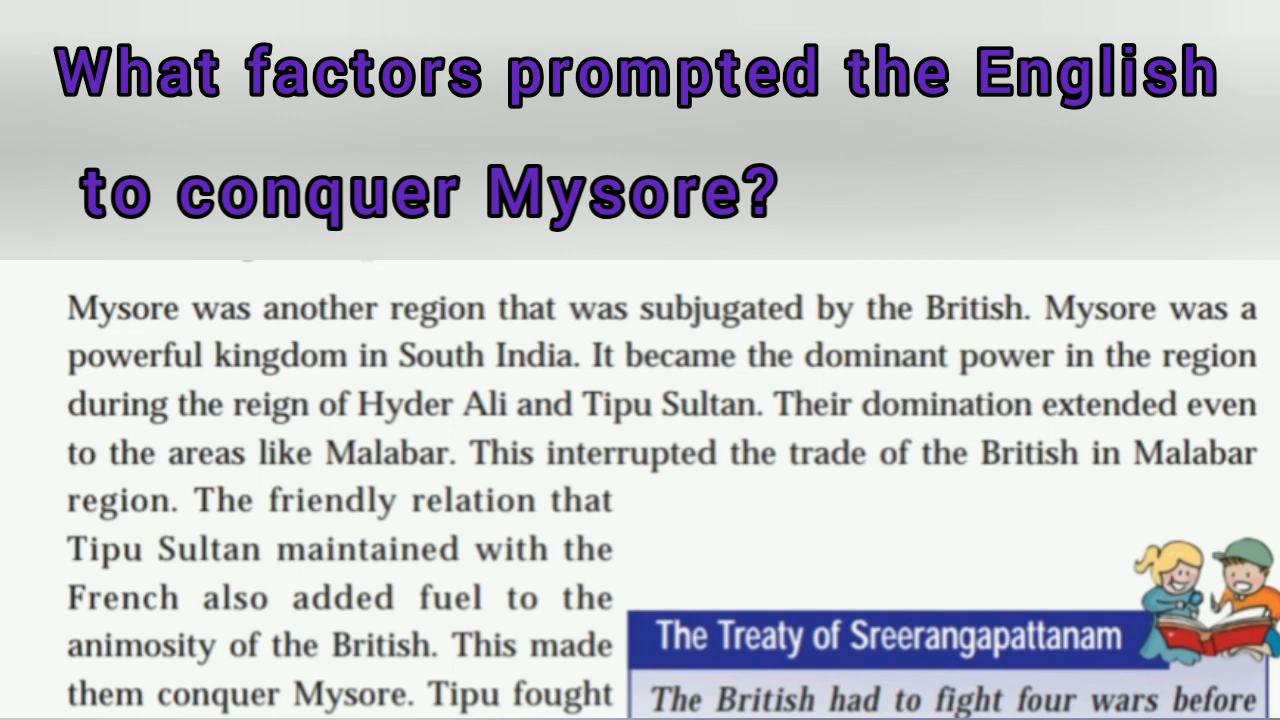 What factors prompted the English
to conquer Mysore?
Mysore was another region that was subjugated by the British. Mysore was a
powerful kingdom in South India. It became the dominant power in the region
during the reign of Hyder Ali and Tipu Sultan. Their domination extended even
to the areas like Malabar. This interrupted the trade of the British in Malabar
region. The friendly relation that
Tipu Sultan maintained with the
French also added fuel to the
animosity of the British. This made
them conquer Mysore. Tipu fought
The Treaty of Sreerangapattanam
The British had to fight four wars before